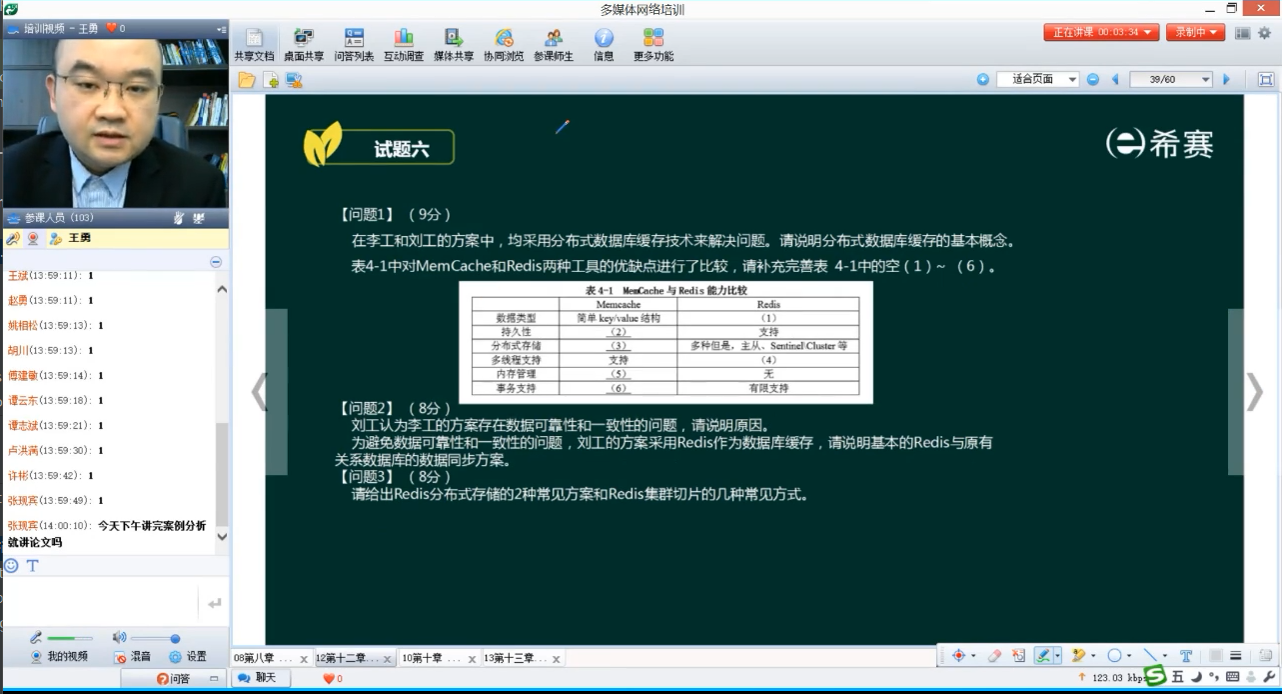 多媒体网络培训
培训视频 - 王勇 0
正在讲课 00:03:34
录制中
共享文档 桌面共享 问答列表 互动调查 媒体共享 协同浏览 参课师生 信息 更多功能
适合页面
39/60
试题六
希赛
参课人员 (103)
王勇
王斌(13:59:11): 1
赵勇(13:59:11): 1
姚相松(13:59:13): 1
胡川(13:59:13): 1
傅建敏(13:59:14): 1
谭云东(13:59:18): 1
谭志斌(13:59:21): 1
卢洪满(13:59:30): 1
许彬(13:59:42): 1
张现宾(13:59:49): 1
张现宾(14:00:10): 今天下午讲完案例分析
就讲论文吗
【问题1】（9分）
在李工和刘工的方案中，均采用分布式数据库缓存技术来解决问题。请说明分布式数据库缓存的基本概念。
表4-1中对MemCache和Redis两种工具的优缺点进行了比较，请补充完善表 4-1中的空（1）~ （6）。
表 4-1 MemCache 与 Redis 能力比较
Memcache Redis
数据类型 简单 key/value 结构 （1）
持久性 （2） 支持
分布式存储 （3） 多种但是，主从、Sentinel\Cluster 等
多线程支持 支持 （4）
内存管理 （5） 无
事务支持 （6） 有限支持
【问题2】（8分）
刘工认为李工的方案存在数据可靠性和一致性的问题，请说明原因。
为避免数据可靠性和一致性的问题，刘工的方案采用Redis作为数据库缓存，请说明基本的Redis与原有
关系数据库的数据同步方案。
【问题3】（8分）
请给出Redis分布式存储的2种常见方案和Redis集群切片的几种常见方式。
我的视频 混音 设置
问答
08第八章 ... x 12第十二章... x 10第十章 ... x 13第十三章... x
聊天 0
123.03 kbps
五